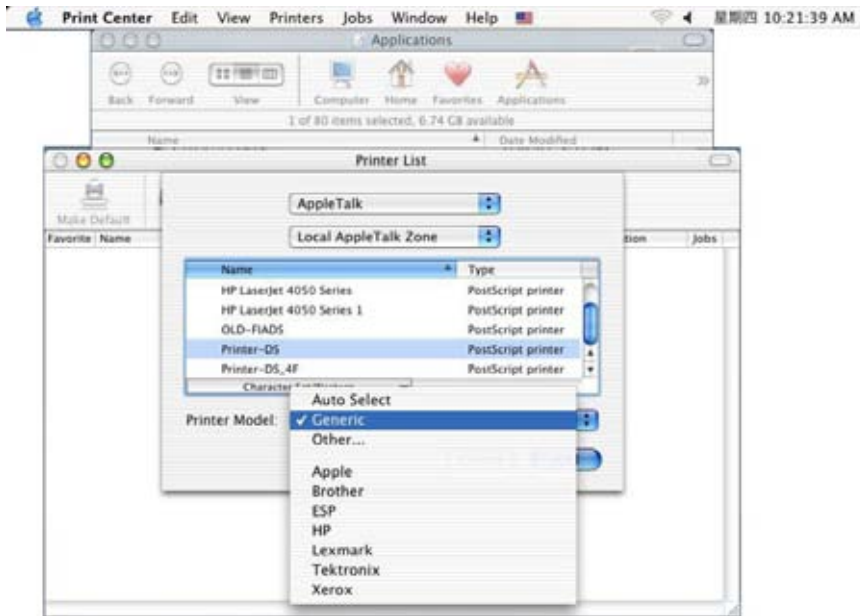 Print Center Edit View Printers Jobs Window Help 星期四 10:21:39 AM
Applications
Back Forward View Computer Home Favorites Applications
1 of 80 items selected, 6.74 GB available
Name Date Modified
Printer List
Make Default
Favorite Name tion Jobs
AppleTalk
Local AppleTalk Zone
Name Type
HP LaserJet 4050 Series PostScript printer
HP LaserJet 4050 Series 1 PostScript printer
OLD-FIADS PostScript printer
Printer-DS PostScript printer
Printer-DS_4F PostScript printer
Character
Printer Model:
Auto Select
✓ Generic
Other...
Apple
Brother
ESP
HP
Lexmark
Tektronix
Xerox